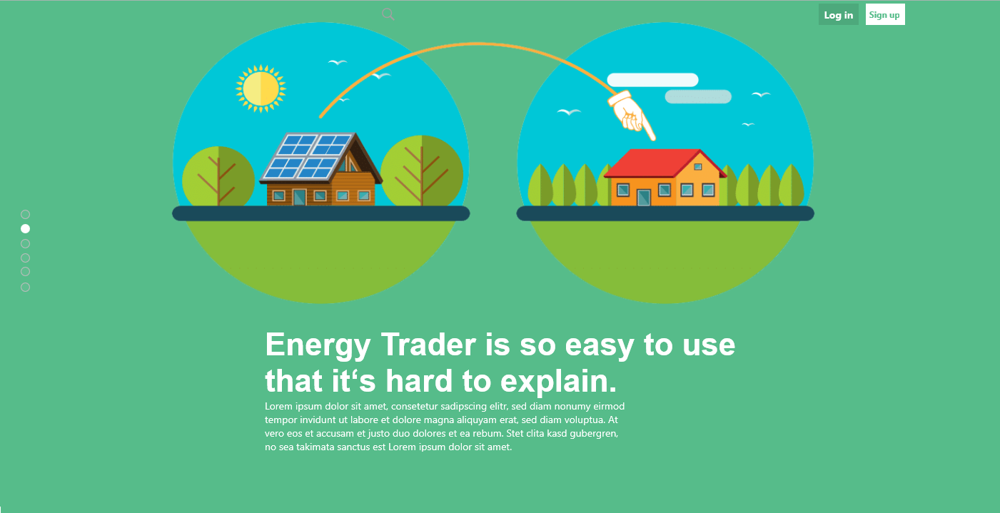 Log in
Sign up
Energy Trader is so easy to use
that it‘s hard to explain.
Lorem ipsum dolor sit amet, consetetur sadipscing elitr, sed diam nonumy eirmod
tempor invidunt ut labore et dolore magna aliquyam erat, sed diam voluptua. At
vero eos et accusam et justo duo dolores et ea rebum. Stet clita kasd gubergren,
no sea takimata sanctus est Lorem ipsum dolor sit amet.